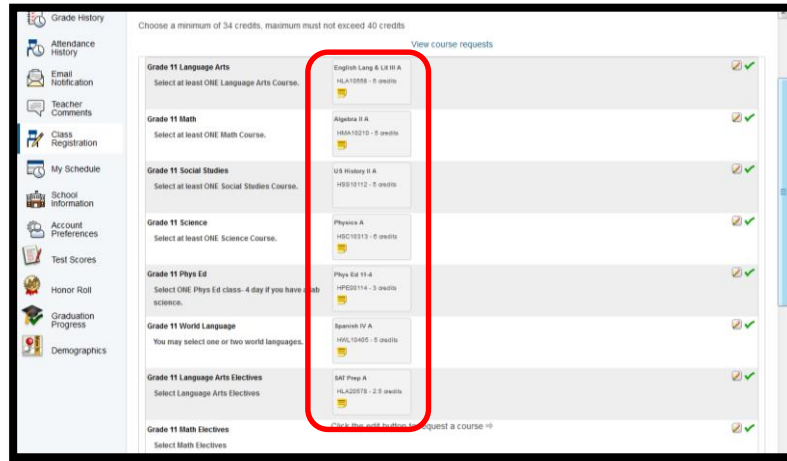 Grade History
Attendance
History
Email
Notification
Teacher
Comments
Class
Registration
My Schedule
School
Information
Account
Preferences
Test Scores
Honor Roll
Graduation
Progress
Demographics
Choose a minimum of 34 credits, maximum must not exceed 40 credits
View course requests
Grade 11 Language Arts
Select at least ONE Language Arts Course.
English Lang & Lit III A
- 5 credits
Grade 11 Math
Select at least ONE Math Course.
Algebra II A
HMA10210 - 5 credits
Grade 11 Social Studies
Select at least ONE Social Studies Course.
US History II A
HSS10112 - 5 credits
Grade 11 Science
Select at least ONE Science Course.
Physics A
HSC10313 - credits
Grade 11 Phys Ed
Select ONE Phys Ed class- 4 day if you have a lab
science.
Phys Ed 11-4
HPE00114 - credits
Grade 11 World Language
You may select one or two world languages.
Spanish IV A
HWL10405 - 5 credits
Grade 11 Language Arts Electives
Select Language Arts Electives
SAT Prep A
- 2.5 credits
Grade 11 Math Electives
Select Math Electives
Click the edit button to request a course ⇨